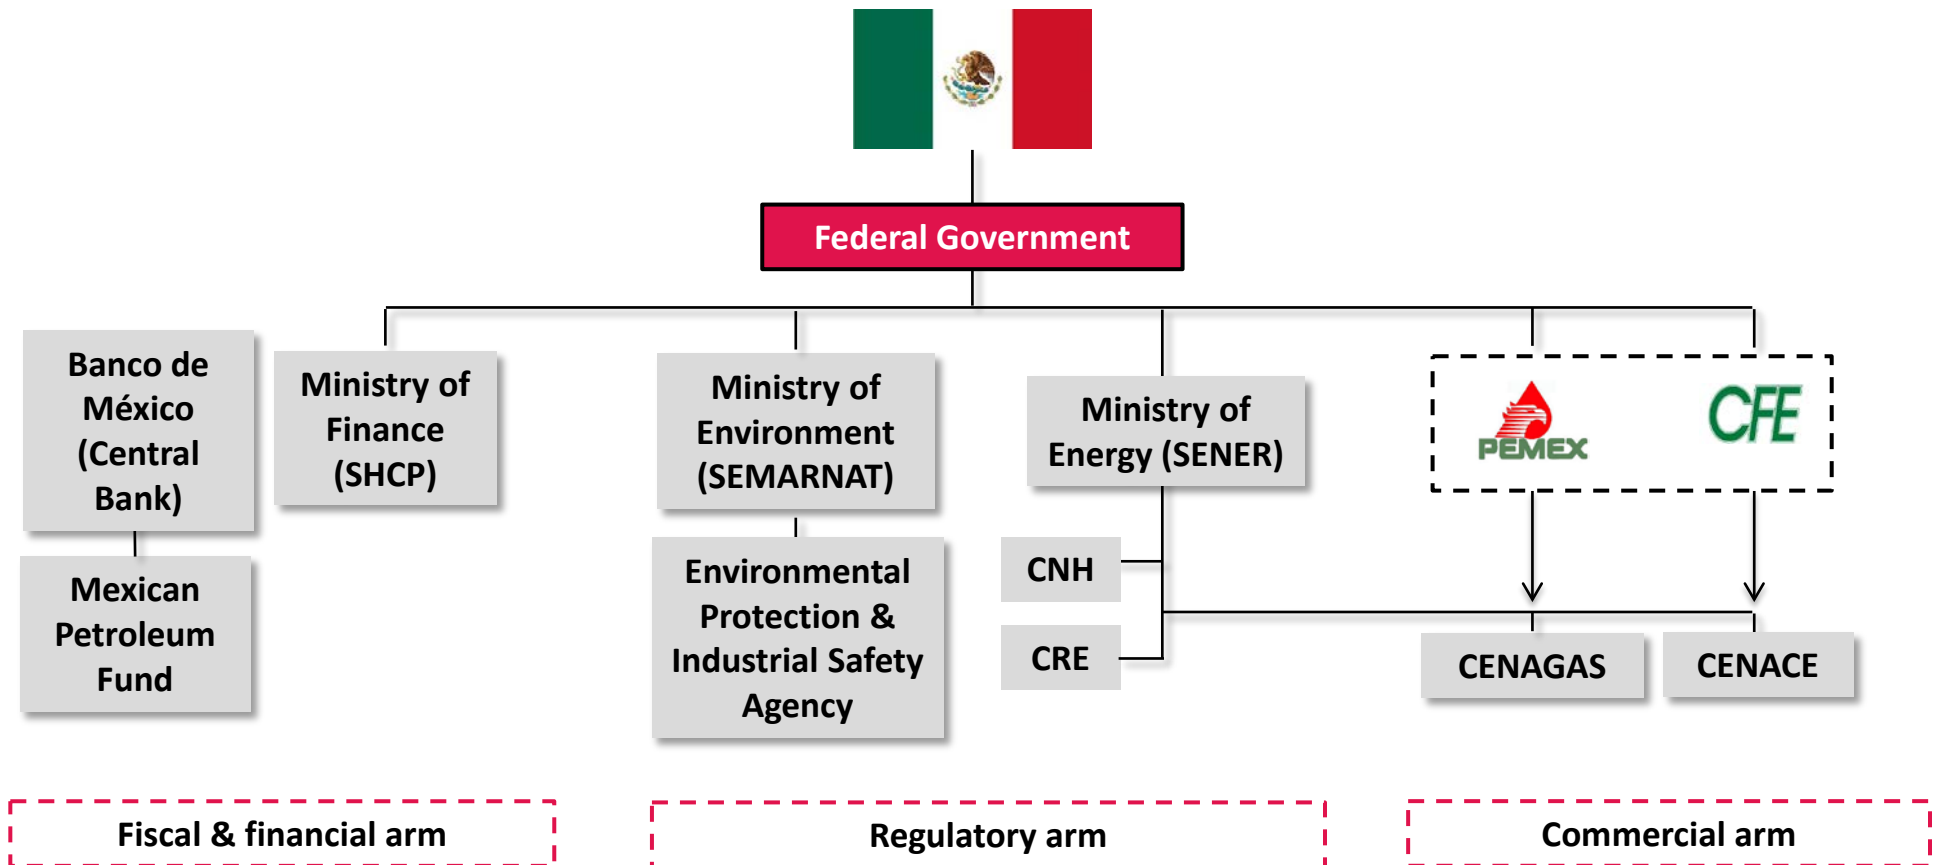 Federal Government
Banco de
México
(Central
Bank)
Ministry of
Finance
(SHCP)
Ministry of
Environment
(SEMARNAT)
Ministry of
Energy (SENER)
PEMEX
CFE
Mexican
Petroleum
Fund
Environmental
Protection &
Industrial Safety
Agency
CNH
CRE
CENAGAS
CENACE
Fiscal & financial arm
Regulatory arm
Commercial arm